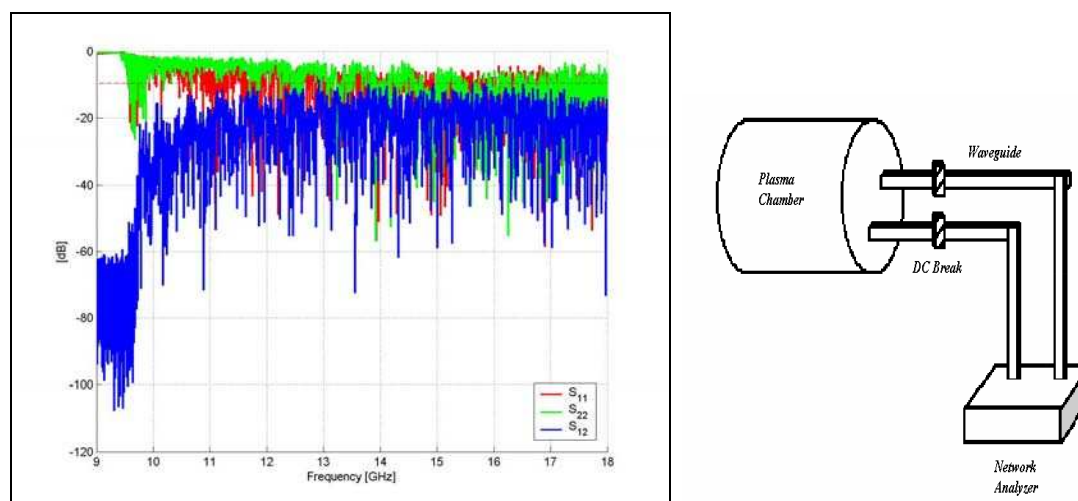 0
-20
-40
-60
-80
-100
-120
[dB]
9 10 11 12 13 14 15 16 17 18
Frequency [GHz]
S11
S22
S12
Plasma
Chamber
Waveguide
DC Break
Network
Analyzer